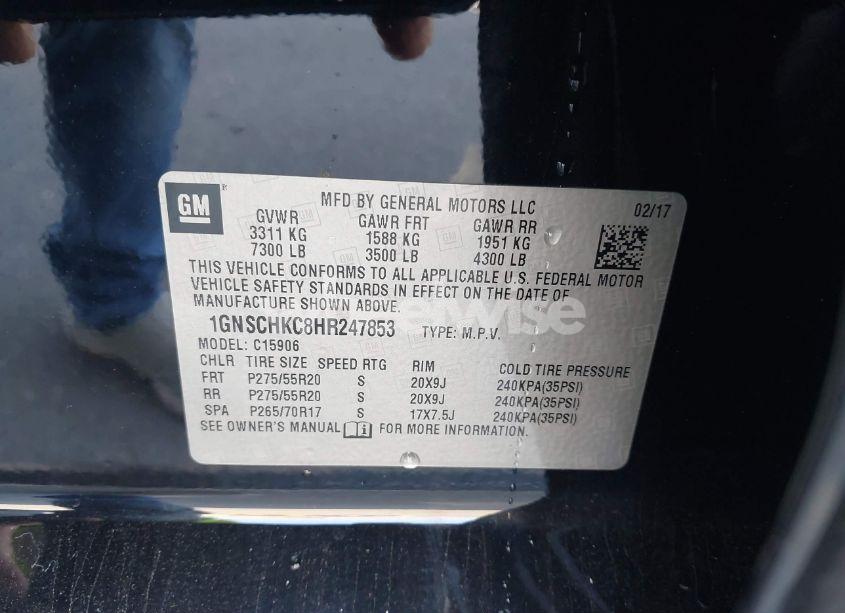 GM
MFD BY GENERAL MOTORS LLC 02/17
GVWR GAWR FRT GAWR RR
3311 KG 1588 KG 1951 KG
7300 LB 3500 LB 4300 LB
THIS VEHICLE CONFORMS TO ALL APPLICABLE U.S. FEDERAL MOTOR
VEHICLE SAFETY STANDARDS IN EFFECT ON THE DATE OF
MANUFACTURE SHOWN ABOVE.
1GNSCHKC8HR247853 TYPE: M.P.V.
MODEL: C15906
CHLR TIRE SIZE SPEED RTG RIM COLD TIRE PRESSURE
FRT P275/55R20 S 20X9J 240KPA(35PSI)
RR P275/55R20 S 20X9J 240KPA(35PSI)
SPA P265/70R17 S 17X7.5J 240KPA(35PSI)
SEE OWNER'S MANUAL FOR MORE INFORMATION.